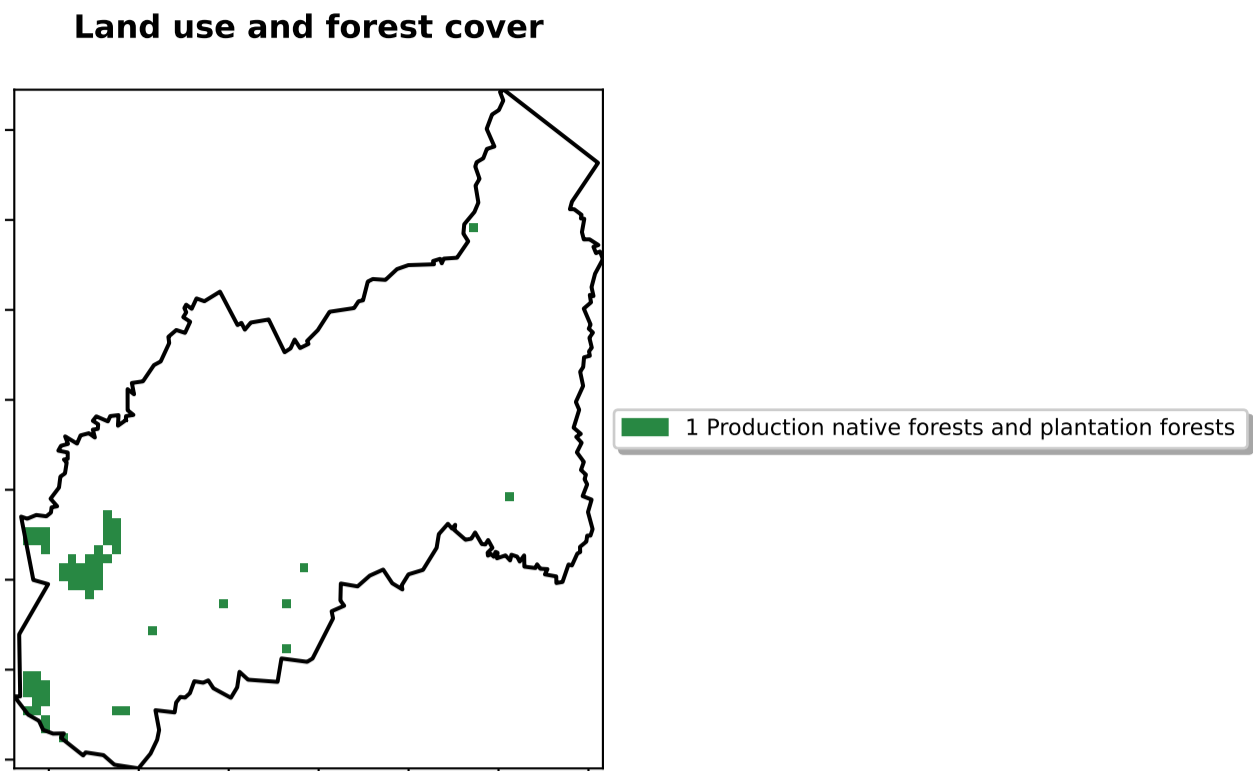 Land use and forest cover
1 Production native forests and plantation forests